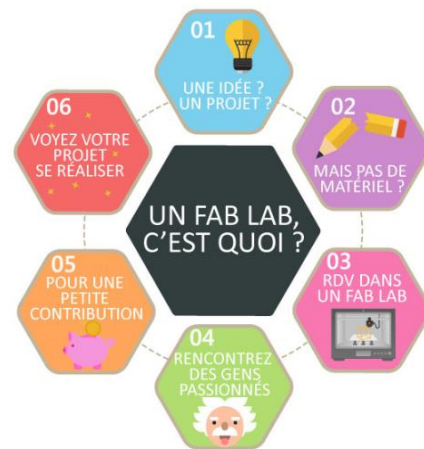 UN FAB LAB,
C'EST QUOI ?
01
UNE IDÉE ?
UN PROJET ?
02
MAIS PAS DE
MATÉRIEL ?
03
RDV DANS
UN FAB LAB
04
RENCONTREZ
DES GENS
PASSIONNÉS
05
POUR UNE
PETITE
CONTRIBUTION
06
VOYEZ VOTRE
PROJET
SE RÉALISER